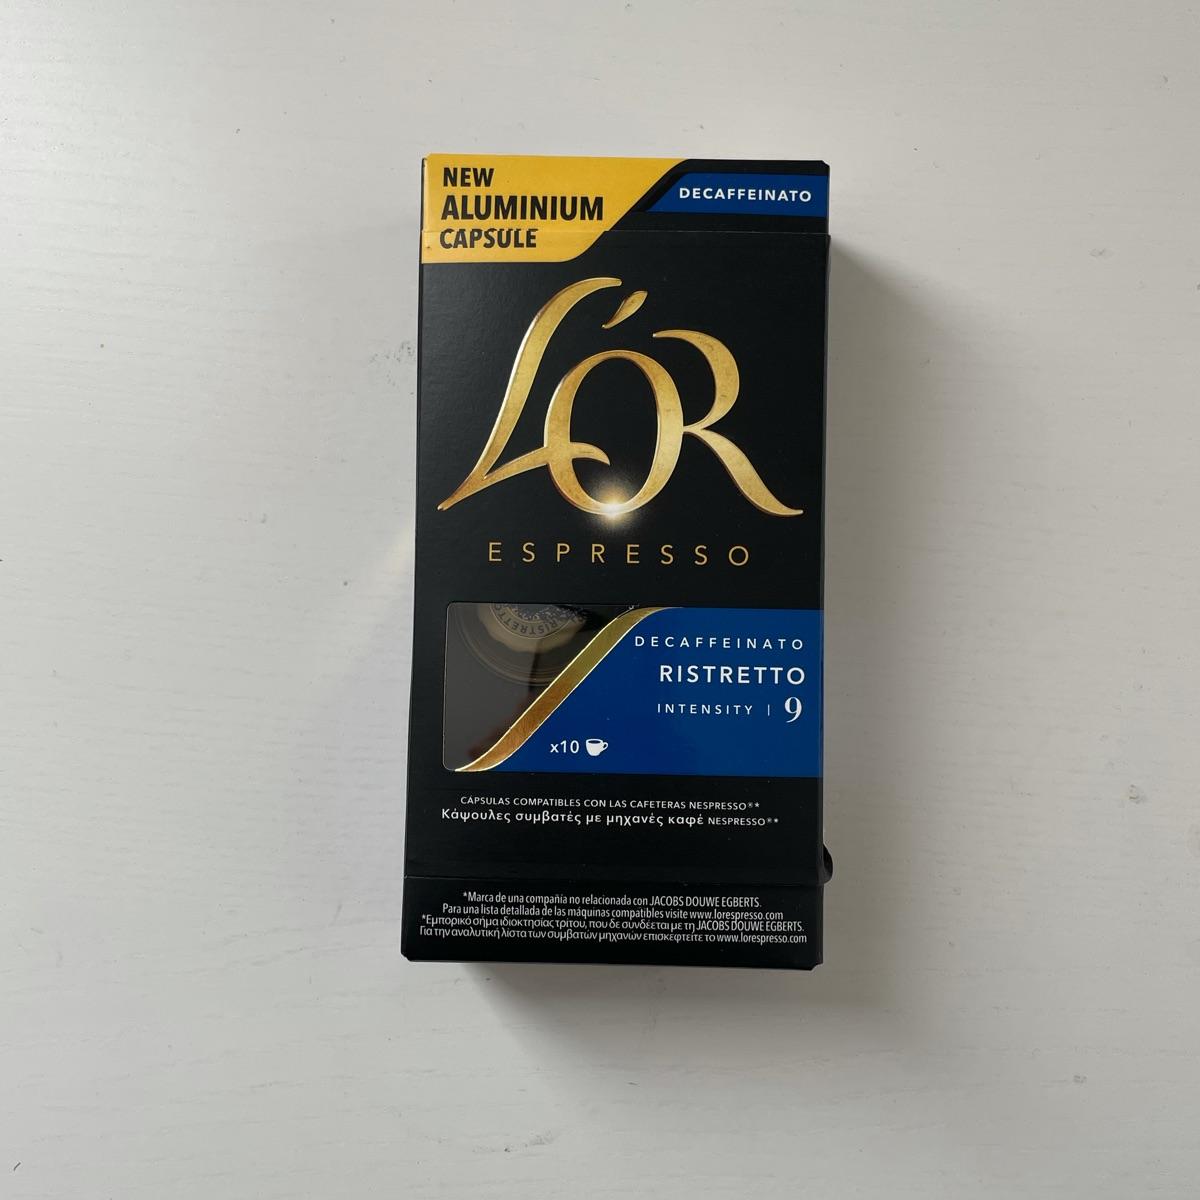 NEW
ALUMINIUM
CAPSULE
DECAFFEINATO
L'OR
ESPRESSO
RISTRETTO
DECAFFEINATO
RISTRETTO
INTENSITY | 9
x10
CÁPSULAS COMPATIBLES CON LAS CAFETERAS NESPRESSO®*
Κάψουλες συμβατές με μηχανές καφέ NESPRESSO®*
*Marca de una compañía no relacionada con JACOBS DOUWE EGBERTS.
Para una lista detallada de las máquinas compatibles visite www.lorespresso.com
*Εμπορικό σήμα ιδιοκτησίας τρίτου, που δε συνδέεται με τη JACOBS DOUWE EGBERTS.
Για την αναλυτική λίστα των συμβατών μηχανών επισκεφτείτε το www.lorespresso.com